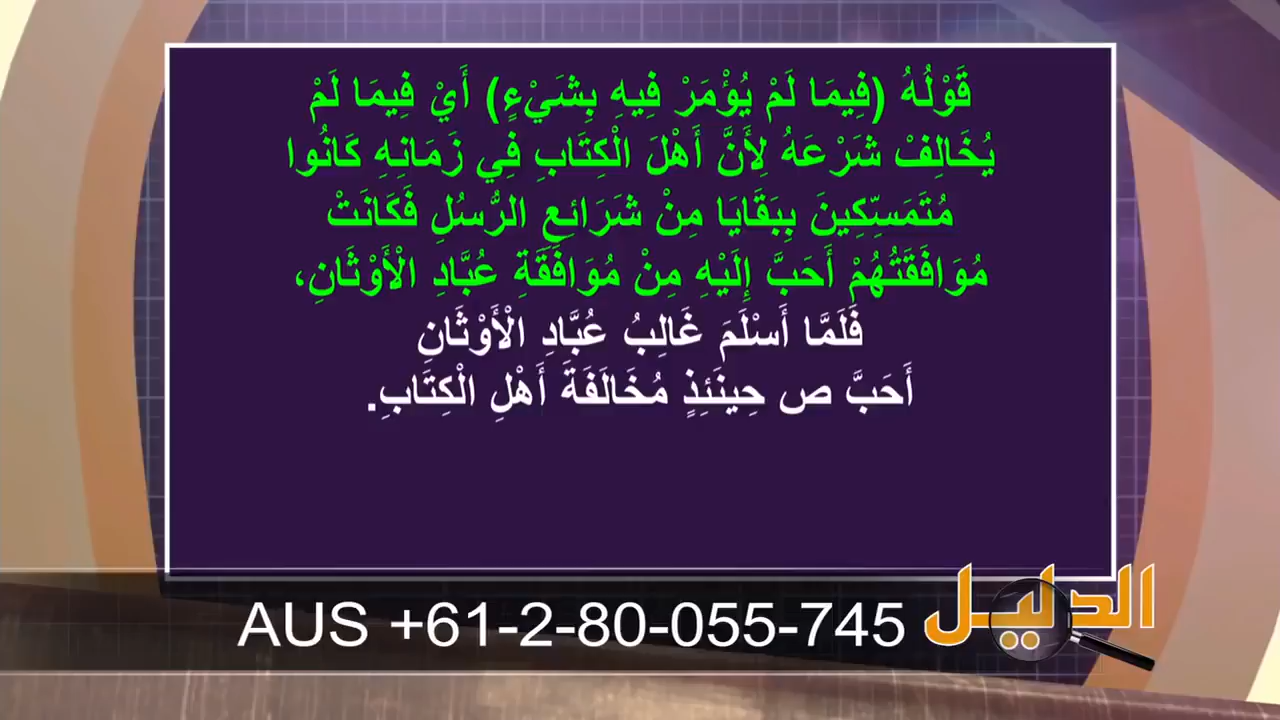 قَوْلُهُ (فِيمَا لَمْ يُؤْمَرْ فِيهِ بِشَيْءٍ) أَيْ فِيمَا لَمْ
يُخَالِفْ شَرْعَهُ لِأَنَّ أَهْلَ الْكِتَابِ فِي زَمَانِهِ كَانُوا
مُتَمَسِّكِينَ بِبَقَايَا مِنْ شَرَائِعِ الرُّسُلِ فَكَانَتْ
مُوَافَقَتُهُمْ أَحَبَّ إِلَيْهِ مِنْ مُوَافَقَةِ عُبَّادِ الْأَوْثَانِ،
فَلَمَّا أَسْلَمَ غَالِبُ عُبَّادِ الْأَوْثَانِ
أَحَبَّ ص حِينَئِذٍ مُخَالَفَةَ أَهْلِ الْكِتَابِ.
الدليل
AUS +61-2-80-055-745